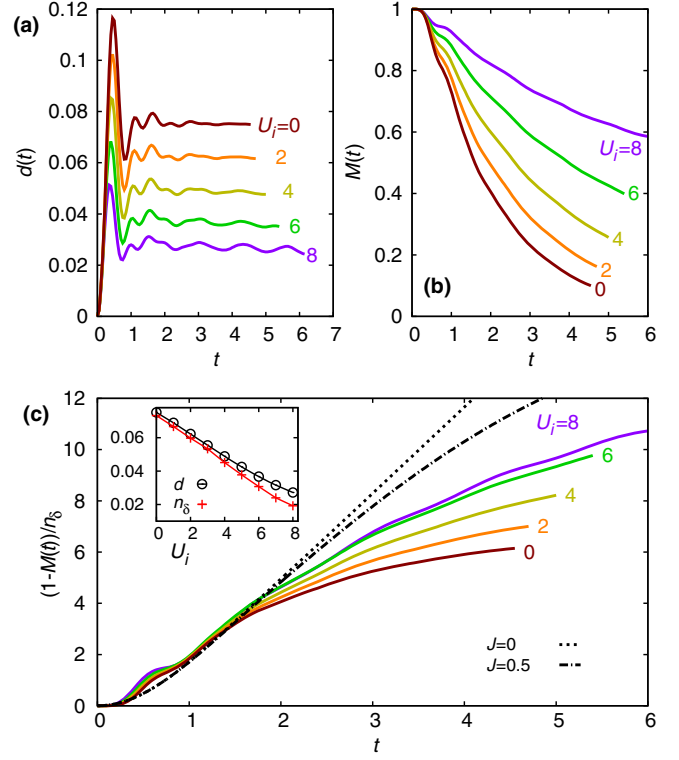 (a)
0.12
0.1
0.08
0.06
0.04
0.02
0
d(t)
U_i=0
2
4
6
8
0 1 2 3 4 5 6 7
t
1
0.8
0.6
0.4
0.2
0
M(t)
U_i=8
6
4
2
0
(b)
0 1 2 3 4 5 6
t
(c)
12
10
8
6
4
2
0
(1-M(t))/n_δ
0.06
0.04
0.02
d
n_δ
0 2 4 6 8
U_i
U_i=8
6
4
2
0
J=0
J=0.5
0 1 2 3 4 5 6
t